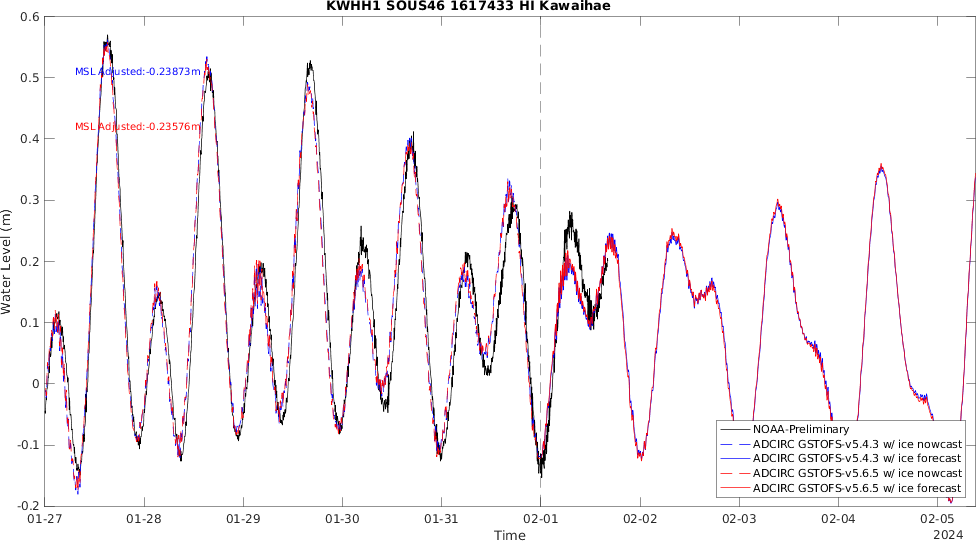 KWHH1 SOUS46 1617433 HI Kawaihae
0.6
0.5
0.4
0.3
0.2
0.1
0
-0.1
-0.2
Water Level (m)
MSL Adjusted:-0.23873m
MSL Adjusted:-0.23576m
NOAA-Preliminary
ADCIRC GSTOFS-v5.4.3 w/ ice nowcast
ADCIRC GSTOFS-v5.4.3 w/ ice forecast
ADCIRC GSTOFS-v5.6.5 w/ ice nowcast
ADCIRC GSTOFS-v5.6.5 w/ ice forecast
01-27 01-28 01-29 01-30 01-31 02-01 02-02 02-03 02-04 02-05
Time
2024